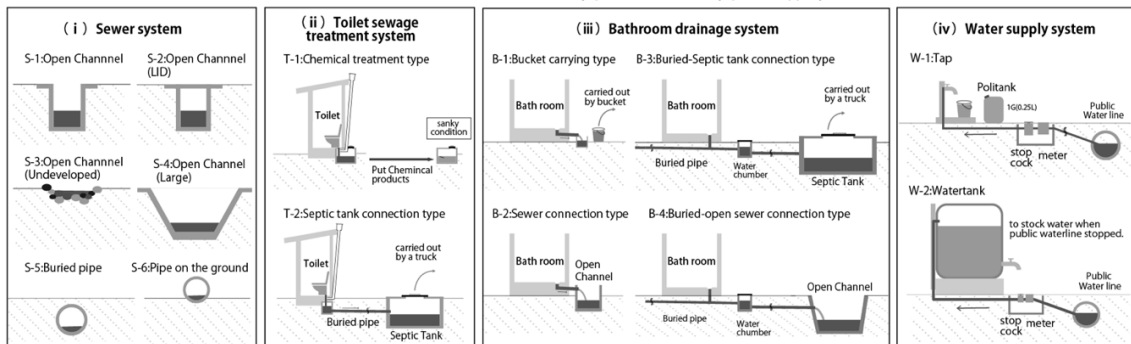 ( i ) Sewer system
S-1:Open Channnel
S-2:Open Channnel
(LID)
S-3:Open Channnel
(Undeveloped)
S-4:Open Channel
(Large)
S-5:Buried pipe
S-6:Pipe on the ground
( ii ) Toilet sewage
treatment system
T-1:Chemical treatment type
Toilet
sanky
condition
Put Chemincal
products
T-2:Septic tank connection type
Toilet
carried out
by a truck
Buried pipe
Septic Tank
(iii) Bathroom drainage system
B-1:Bucket carrying type
Bath room
carried out
by bucket
B-3:Buried-Septic tank connection type
Bath room
carried out
by a truck
Buried pipe
Water
chumber
Septic Tank
B-2:Sewer connection type
Bath room
Open
Channel
B-4:Buried-open sewer connection type
Bath room
Open Channel
Buried pipe
Water
chumber
(iv) Water supply system
W-1:Tap
Politank
1G(0.25L)
Public
Water line
stop
cock
meter
W-2:Watertank
to stock water when
public waterline stopped.
Public
Water line
stop
cock
meter